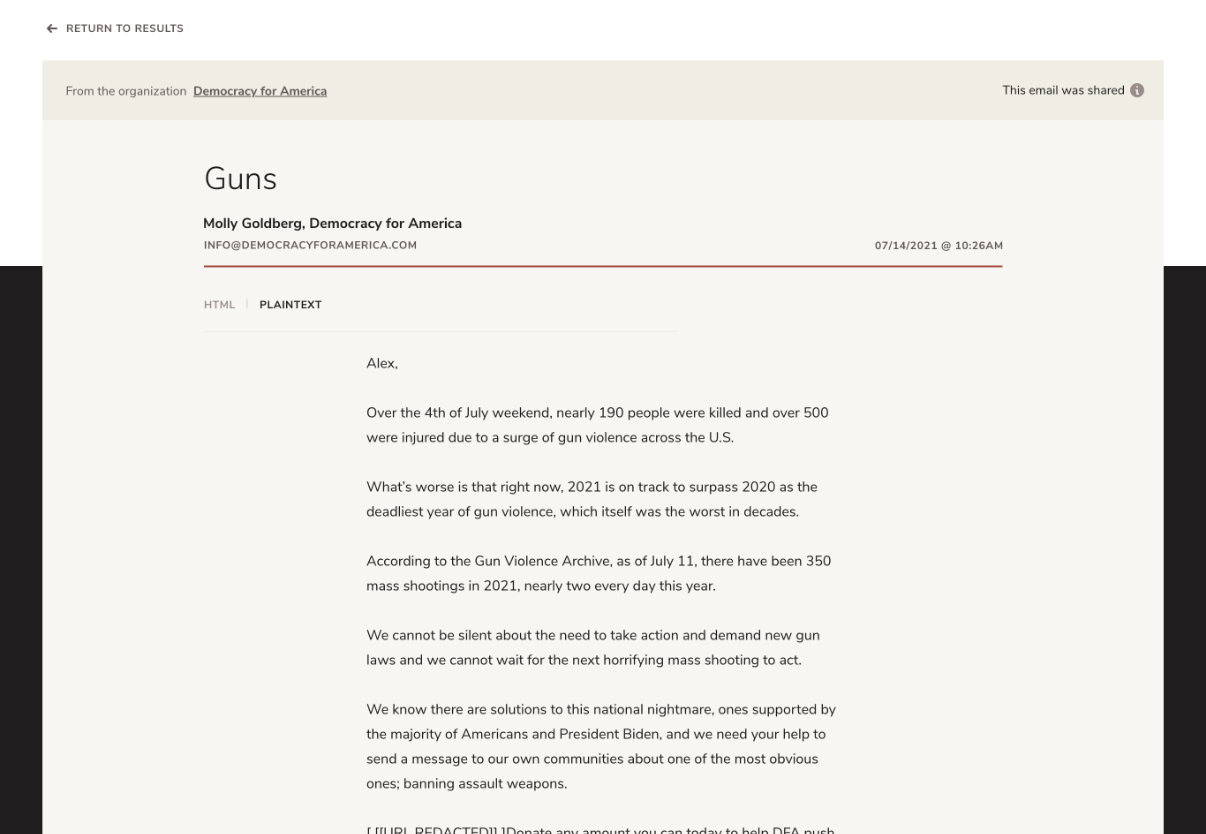 RETURN TO RESULTS
From the organization Democracy for America
This email was shared
Guns
Molly Goldberg, Democracy for America
INFO@DEMOCRACYFORAMERICA.COM
07/14/2021 @ 10:26AM
HTML | PLAINTEXT
Alex,
Over the 4th of July weekend, nearly 190 people were killed and over 500
were injured due to a surge of gun violence across the U.S.
What's worse is that right now, 2021 is on track to surpass 2020 as the
deadliest year of gun violence, which itself was the worst in decades.
According to the Gun Violence Archive, as of July 11, there have been 350
mass shootings in 2021, nearly two every day this year.
We cannot be silent about the need to take action and demand new gun
laws and we cannot wait for the next horrifying mass shooting to act.
We know there are solutions to this national nightmare, ones supported by
the majority of Americans and President Biden, and we need your help to
send a message to our own communities about one of the most obvious
ones; banning assault weapons.
[ [[URL REDACTED]] ]Donate any amount you can today to help DFA push